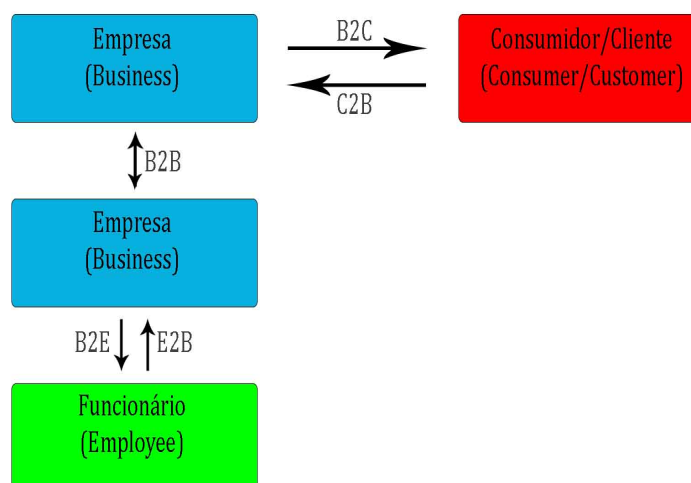 Empresa
(Business)
B2C
C2B
Consumidor/Cliente
(Consumer/Customer)
B2B
Empresa
(Business)
B2E
E2B
Funcionário
(Employee)